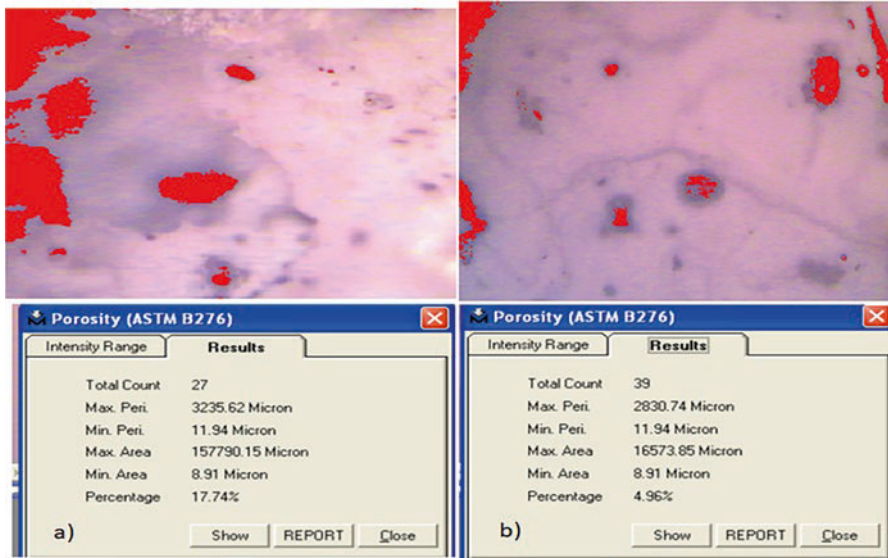 Porosity (ASTM B276)
Intensity Range Results
Total Count 27
Max. Peri. 3235.62 Micron
Min. Peri. 11.94 Micron
Max. Area 157790.15 Micron
Min. Area 8.91 Micron
Percentage 17.74%
a) Show REPORT Close
Porosity (ASTM B276)
Intensity Range Results
Total Count 39
Max. Peri. 2830.74 Micron
Min. Peri. 11.94 Micron
Max. Area 16573.85 Micron
Min. Area 8.91 Micron
Percentage 4.96%
b) Show REPORT Close